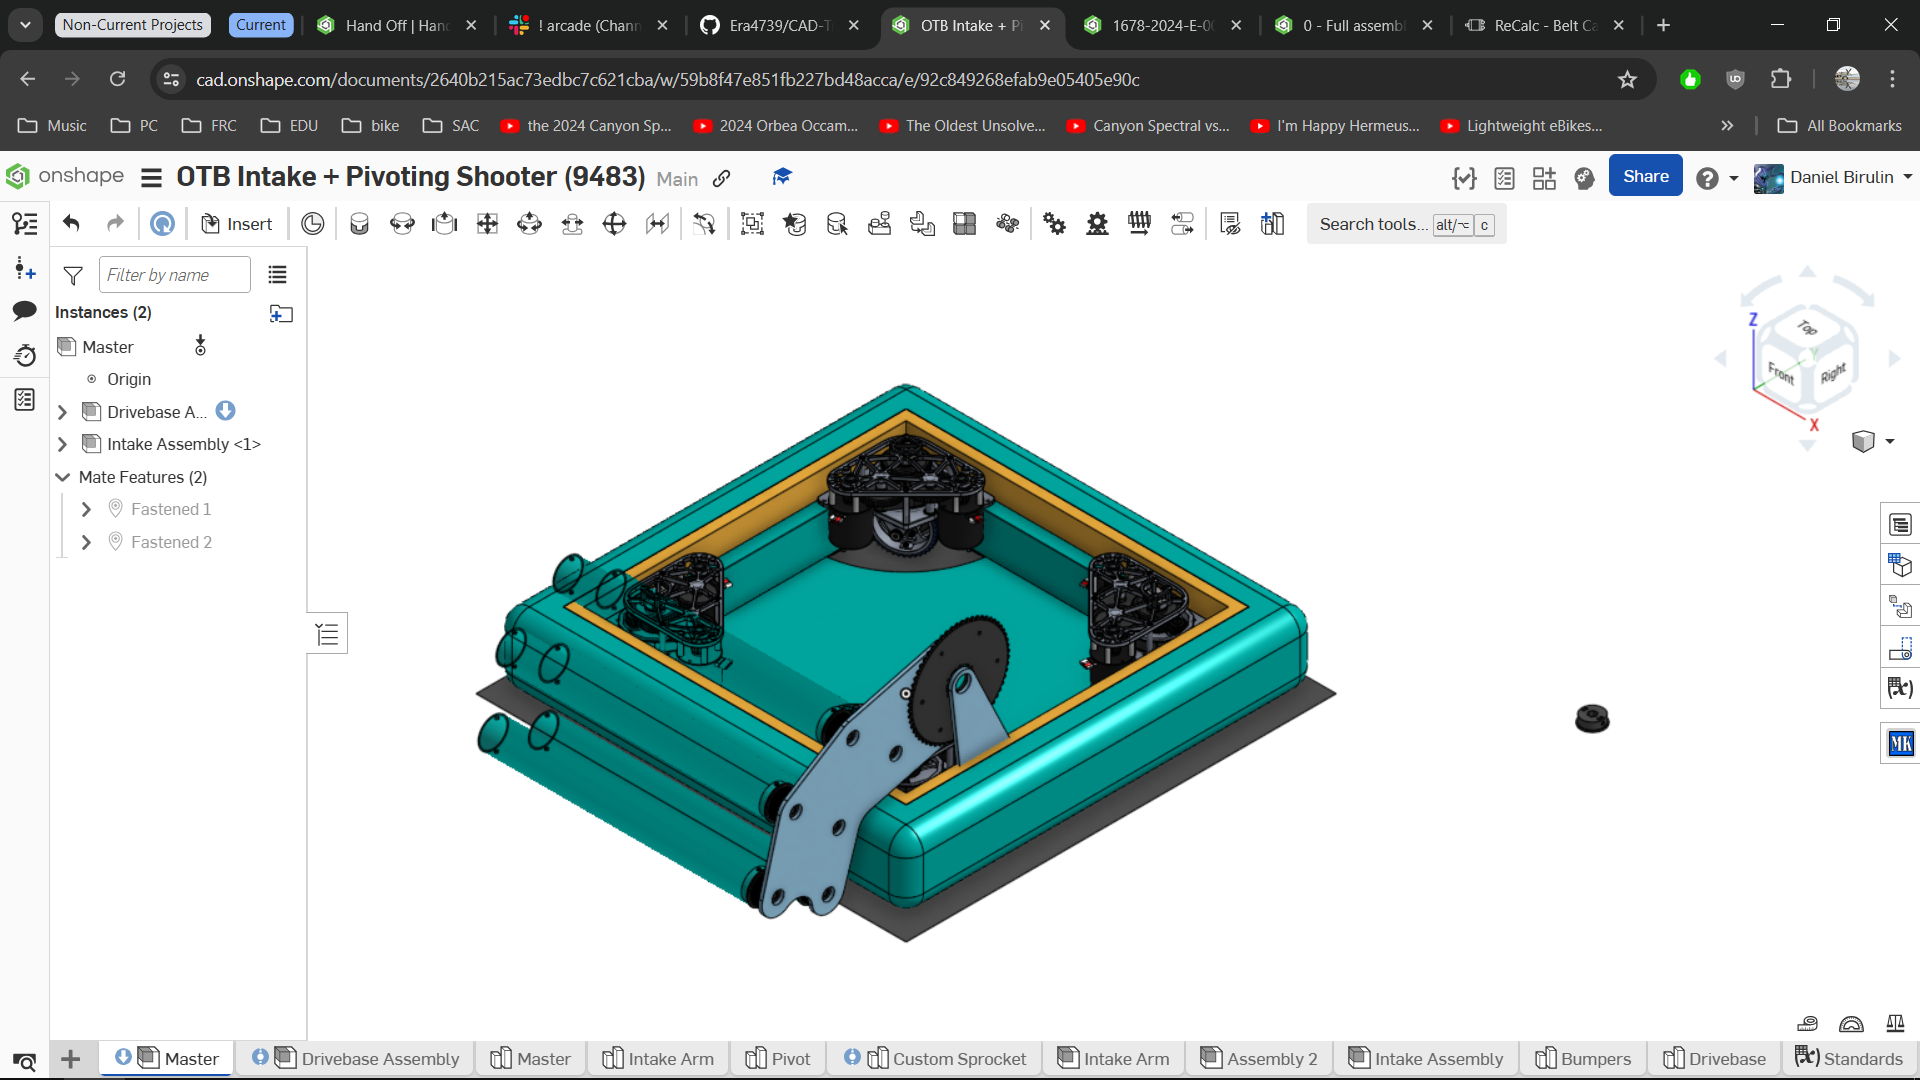 Non-Current Projects
Current
Hand Off | Han
! arcade (Chann
Era4739/CAD-T
OTB Intake + Pi
1678-2024-E-0
0 - Full assemb
ReCalc - Belt Ca
cad.onshape.com/documents/2640b215ac73edbc7c621cba/w/59b8f47e851fb227bd48acca/e/92c849268efab9e05405e90c
Music
PC
FRC
EDU
bike
SAC
the 2024 Canyon Sp...
2024 Orbea Occam...
The Oldest Unsolve...
Canyon Spectral vs...
I'm Happy Hermeus...
Lightweight eBikes...
All Bookmarks
onshape
OTB Intake + Pivoting Shooter (9483) Main
Share
Daniel Birulin
Insert
Search tools... alt/⌥ c
Filter by name
Instances (2)
Master
Origin
Drivebase A...
Intake Assembly <1>
Mate Features (2)
Fastened 1
Fastened 2
Z
Top
Y
Front
Right
X
MK
Master
Drivebase Assembly
Master
Intake Arm
Pivot
Custom Sprocket
Intake Arm
Assembly 2
Intake Assembly
Bumpers
Drivebase
Standards